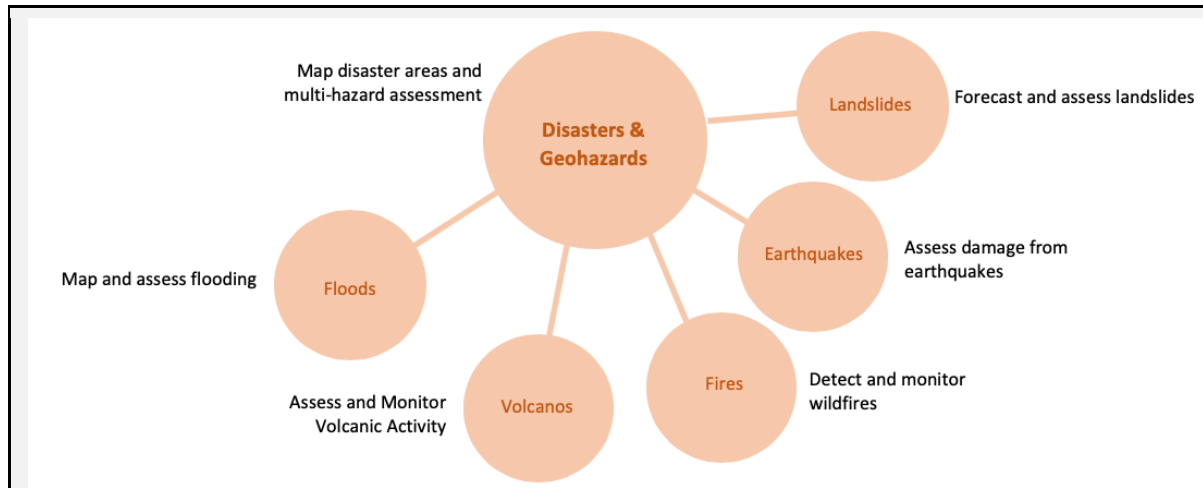 Map disaster areas and
multi-hazard assessment
Disasters &
Geohazards
Landslides
Forecast and assess landslides
Earthquakes
Assess damage from
earthquakes
Map and assess flooding
Floods
Fires
Detect and monitor
wildfires
Assess and Monitor
Volcanic Activity
Volcanos